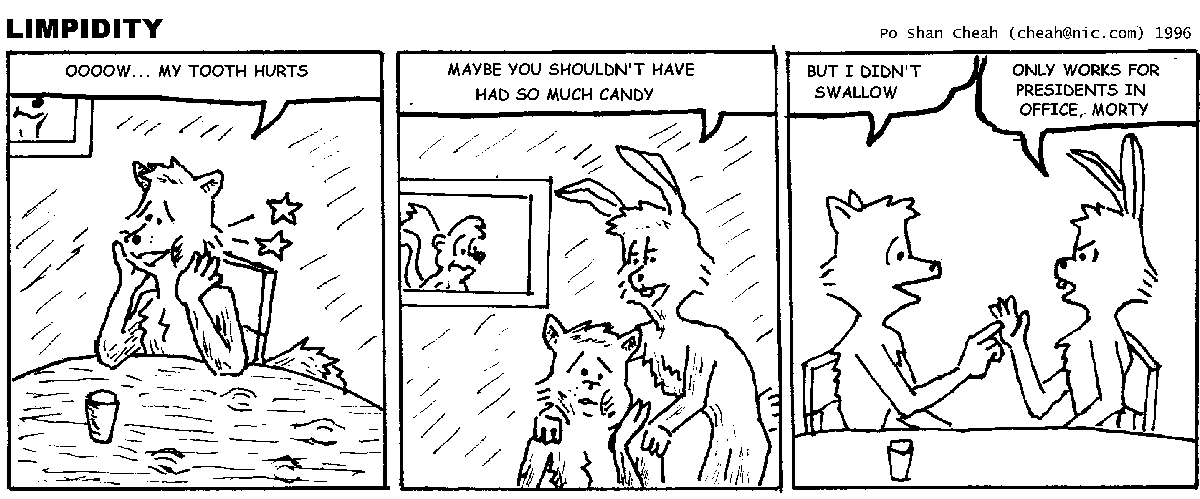 LIMPIDITY
Po Shan Cheah (cheah@nic.com) 1996
OOOOW... MY TOOTH HURTS
MAYBE YOU SHOULDN'T HAVE
HAD SO MUCH CANDY
BUT I DIDN'T
SWALLOW
ONLY WORKS FOR
PRESIDENTS IN
OFFICE, MORTY